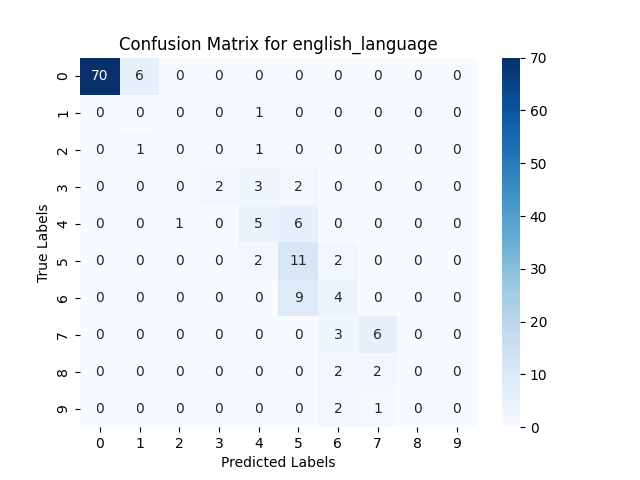 Confusion Matrix for english_language
0 70 6 0 0 0 0 0 0 0 0
1 0 0 0 0 1 0 0 0 0 0
2 0 1 0 0 1 0 0 0 0 0
3 0 0 0 2 3 2 0 0 0 0
4 0 0 1 0 5 6 0 0 0 0
5 0 0 0 0 2 11 2 0 0 0
6 0 0 0 0 0 9 4 0 0 0
7 0 0 0 0 0 0 3 6 0 0
8 0 0 0 0 0 0 2 2 0 0
9 0 0 0 0 0 0 2 1 0 0
0 1 2 3 4 5 6 7 8 9
True Labels
Predicted Labels
70
60
50
40
30
20
10
0